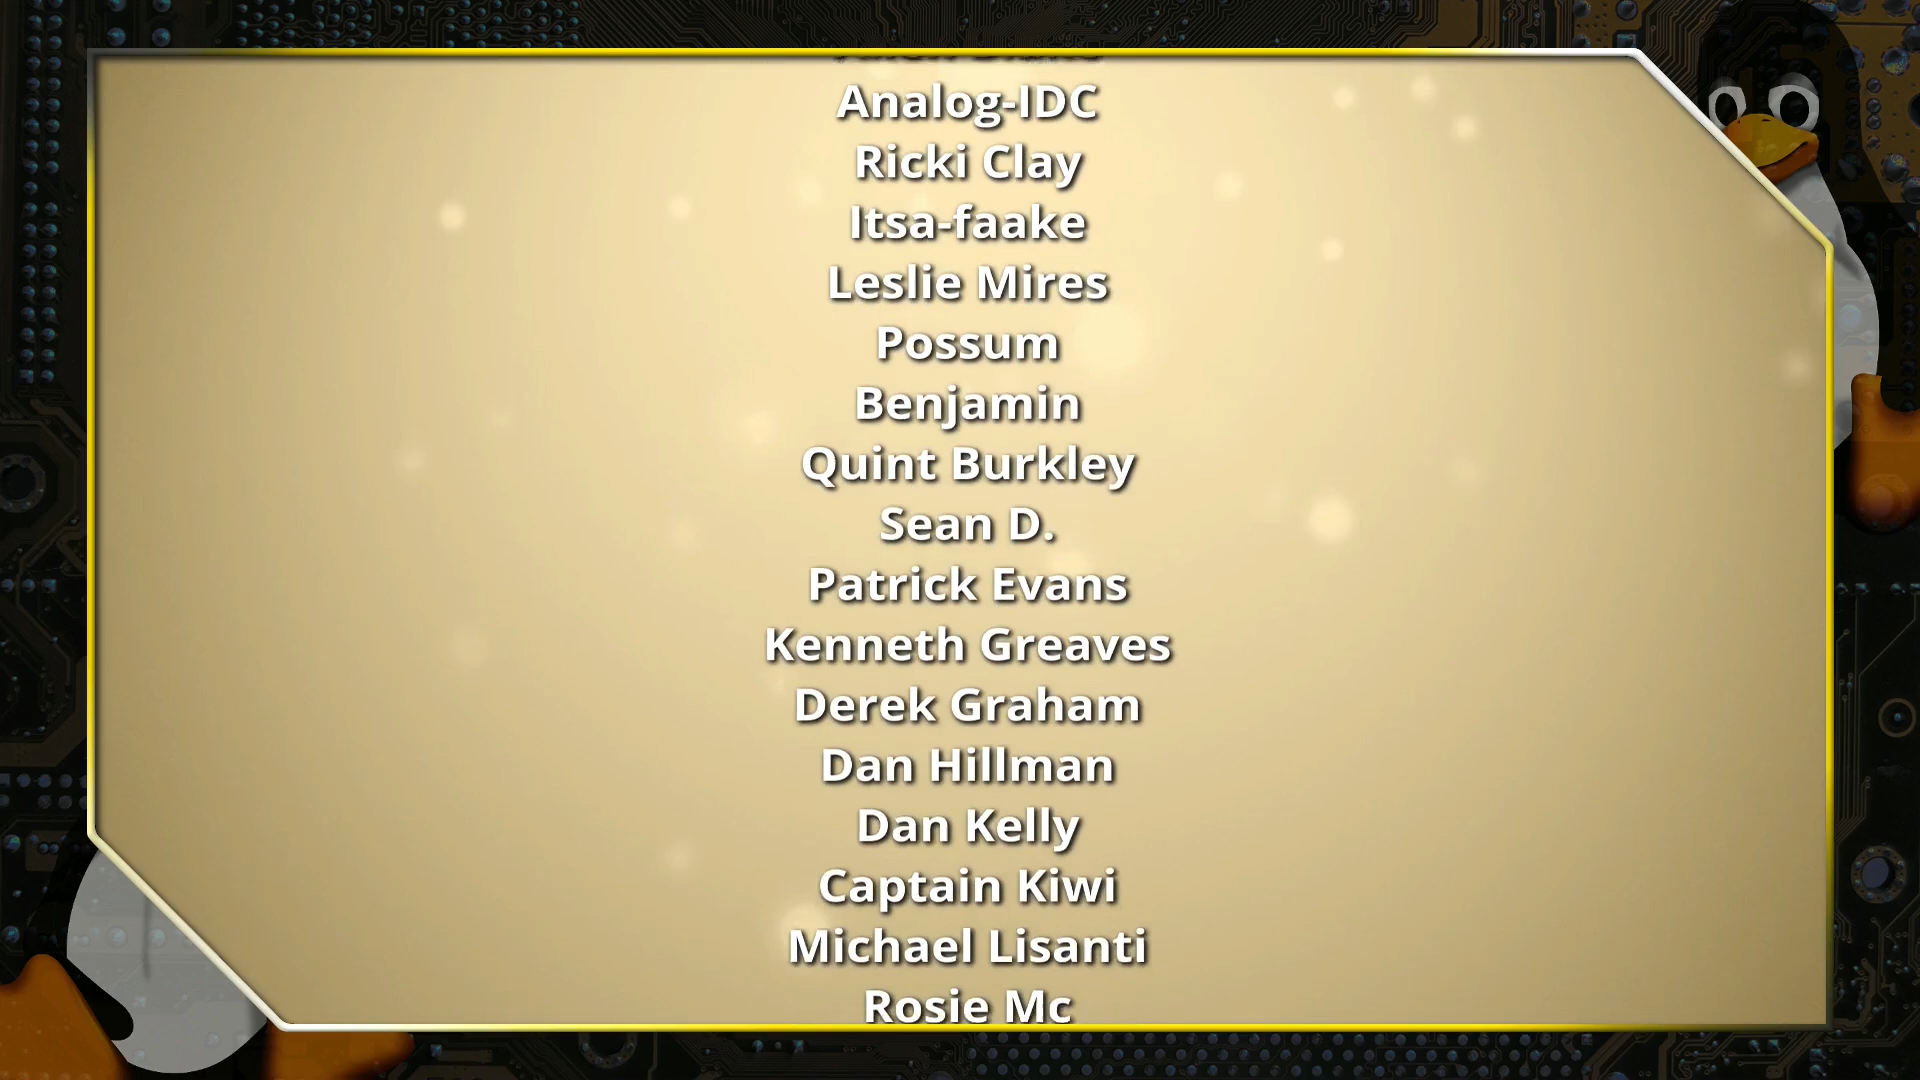 Analog-IDC
Ricki Clay
Itsa-faake
Leslie Mires
Possum
Benjamin
Quint Burkley
Sean D.
Patrick Evans
Kenneth Greaves
Derek Graham
Dan Hillman
Dan Kelly
Captain Kiwi
Michael Lisanti
Rosie Mc